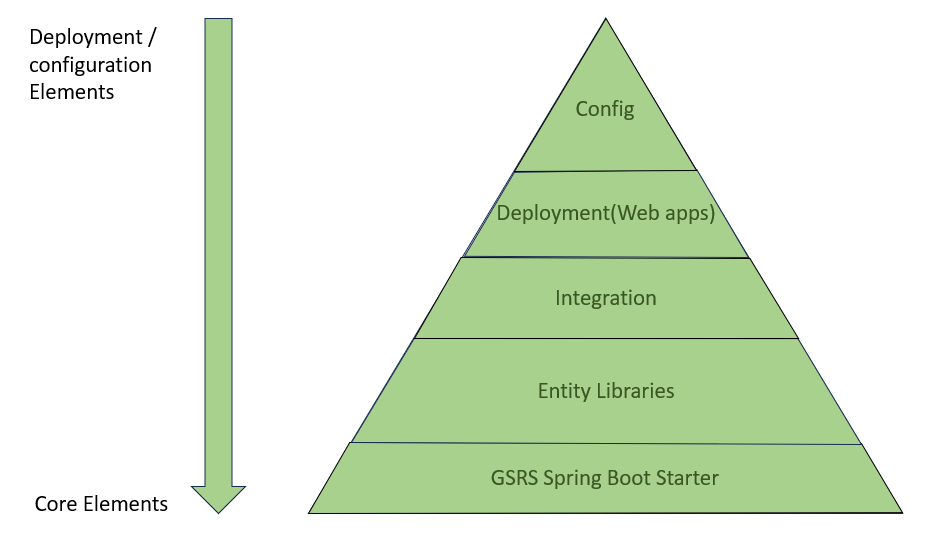 Deployment /
configuration
Elements
Config
Deployment(Web apps)
Integration
Entity Libraries
GSRS Spring Boot Starter
Core Elements